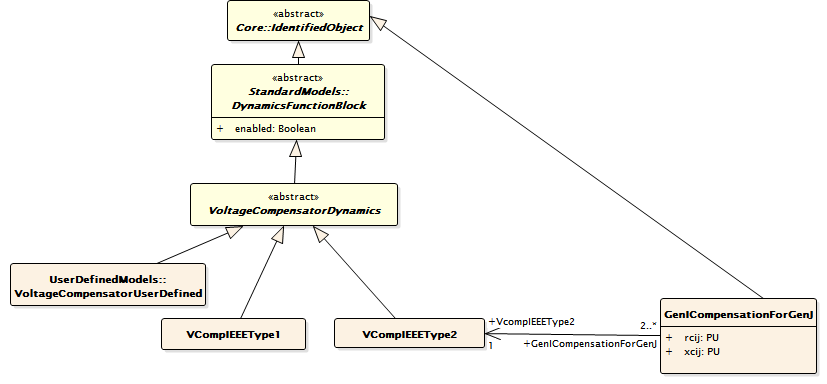 «abstract»
Core::IdentifiedObject
«abstract»
StandardModels::
DynamicsFunctionBlock
+ enabled: Boolean
«abstract»
VoltageCompensatorDynamics
UserDefinedModels::
VoltageCompensatorUserDefined
VCompIEEEType1
VCompIEEEType2
+VcompIEEEType2
1
2..*
+GenICompensationForGenJ
GenICompensationForGenJ
+ rcij: PU
+ xcij: PU